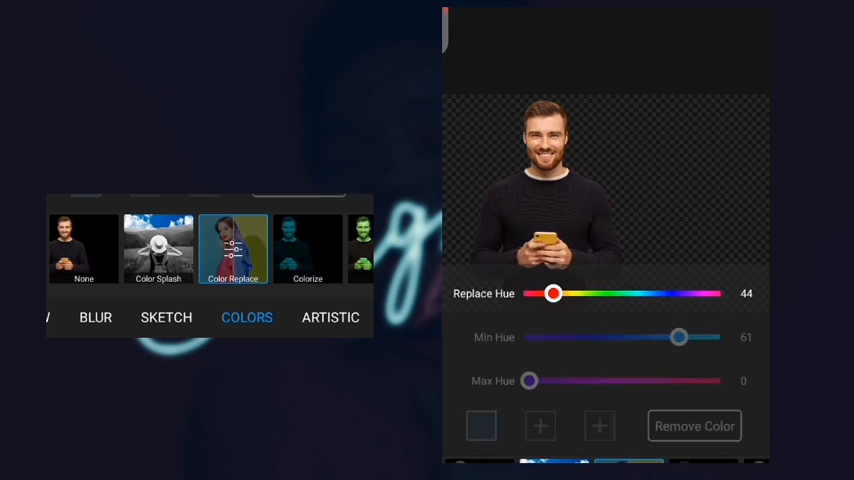 None Color Splash Color Replace Colorize
BLUR SKETCH COLORS ARTISTIC
Replace Hue 44
Min Hue 61
Max Hue 0
Remove Color